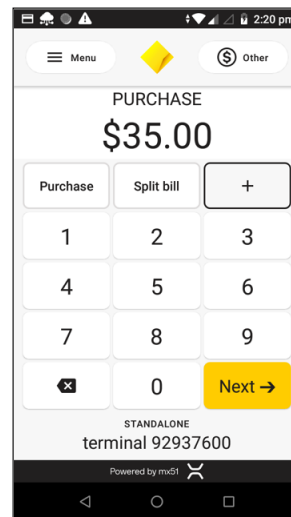 2:20 pm
Menu
Other
PURCHASE
$35.00
Purchase Split bill +
1 2 3
4 5 6
7 8 9
0 Next →
STANDALONE
terminal 92937600
Powered by mx51